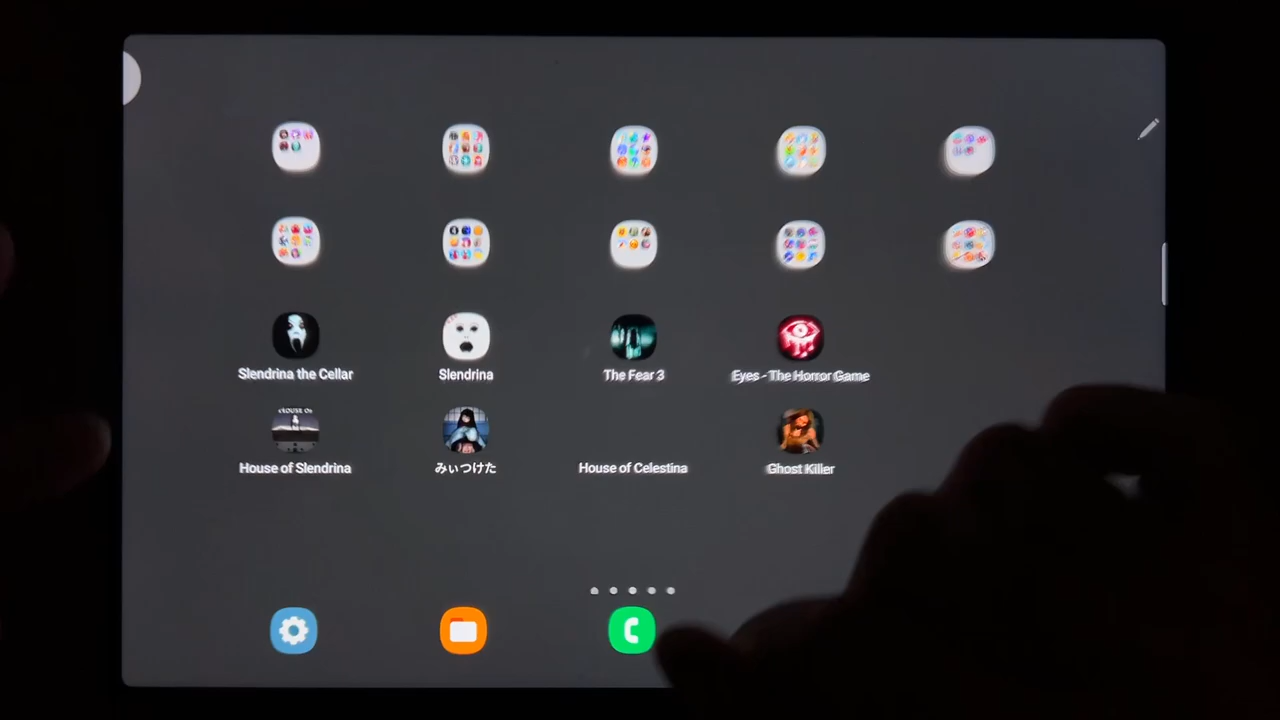 Slendrina the Cellar
Slendrina
The Fear 3
Eyes - The Horror Game
House of Slendrina
みぃつけた
House of Celestina
Ghost Killer